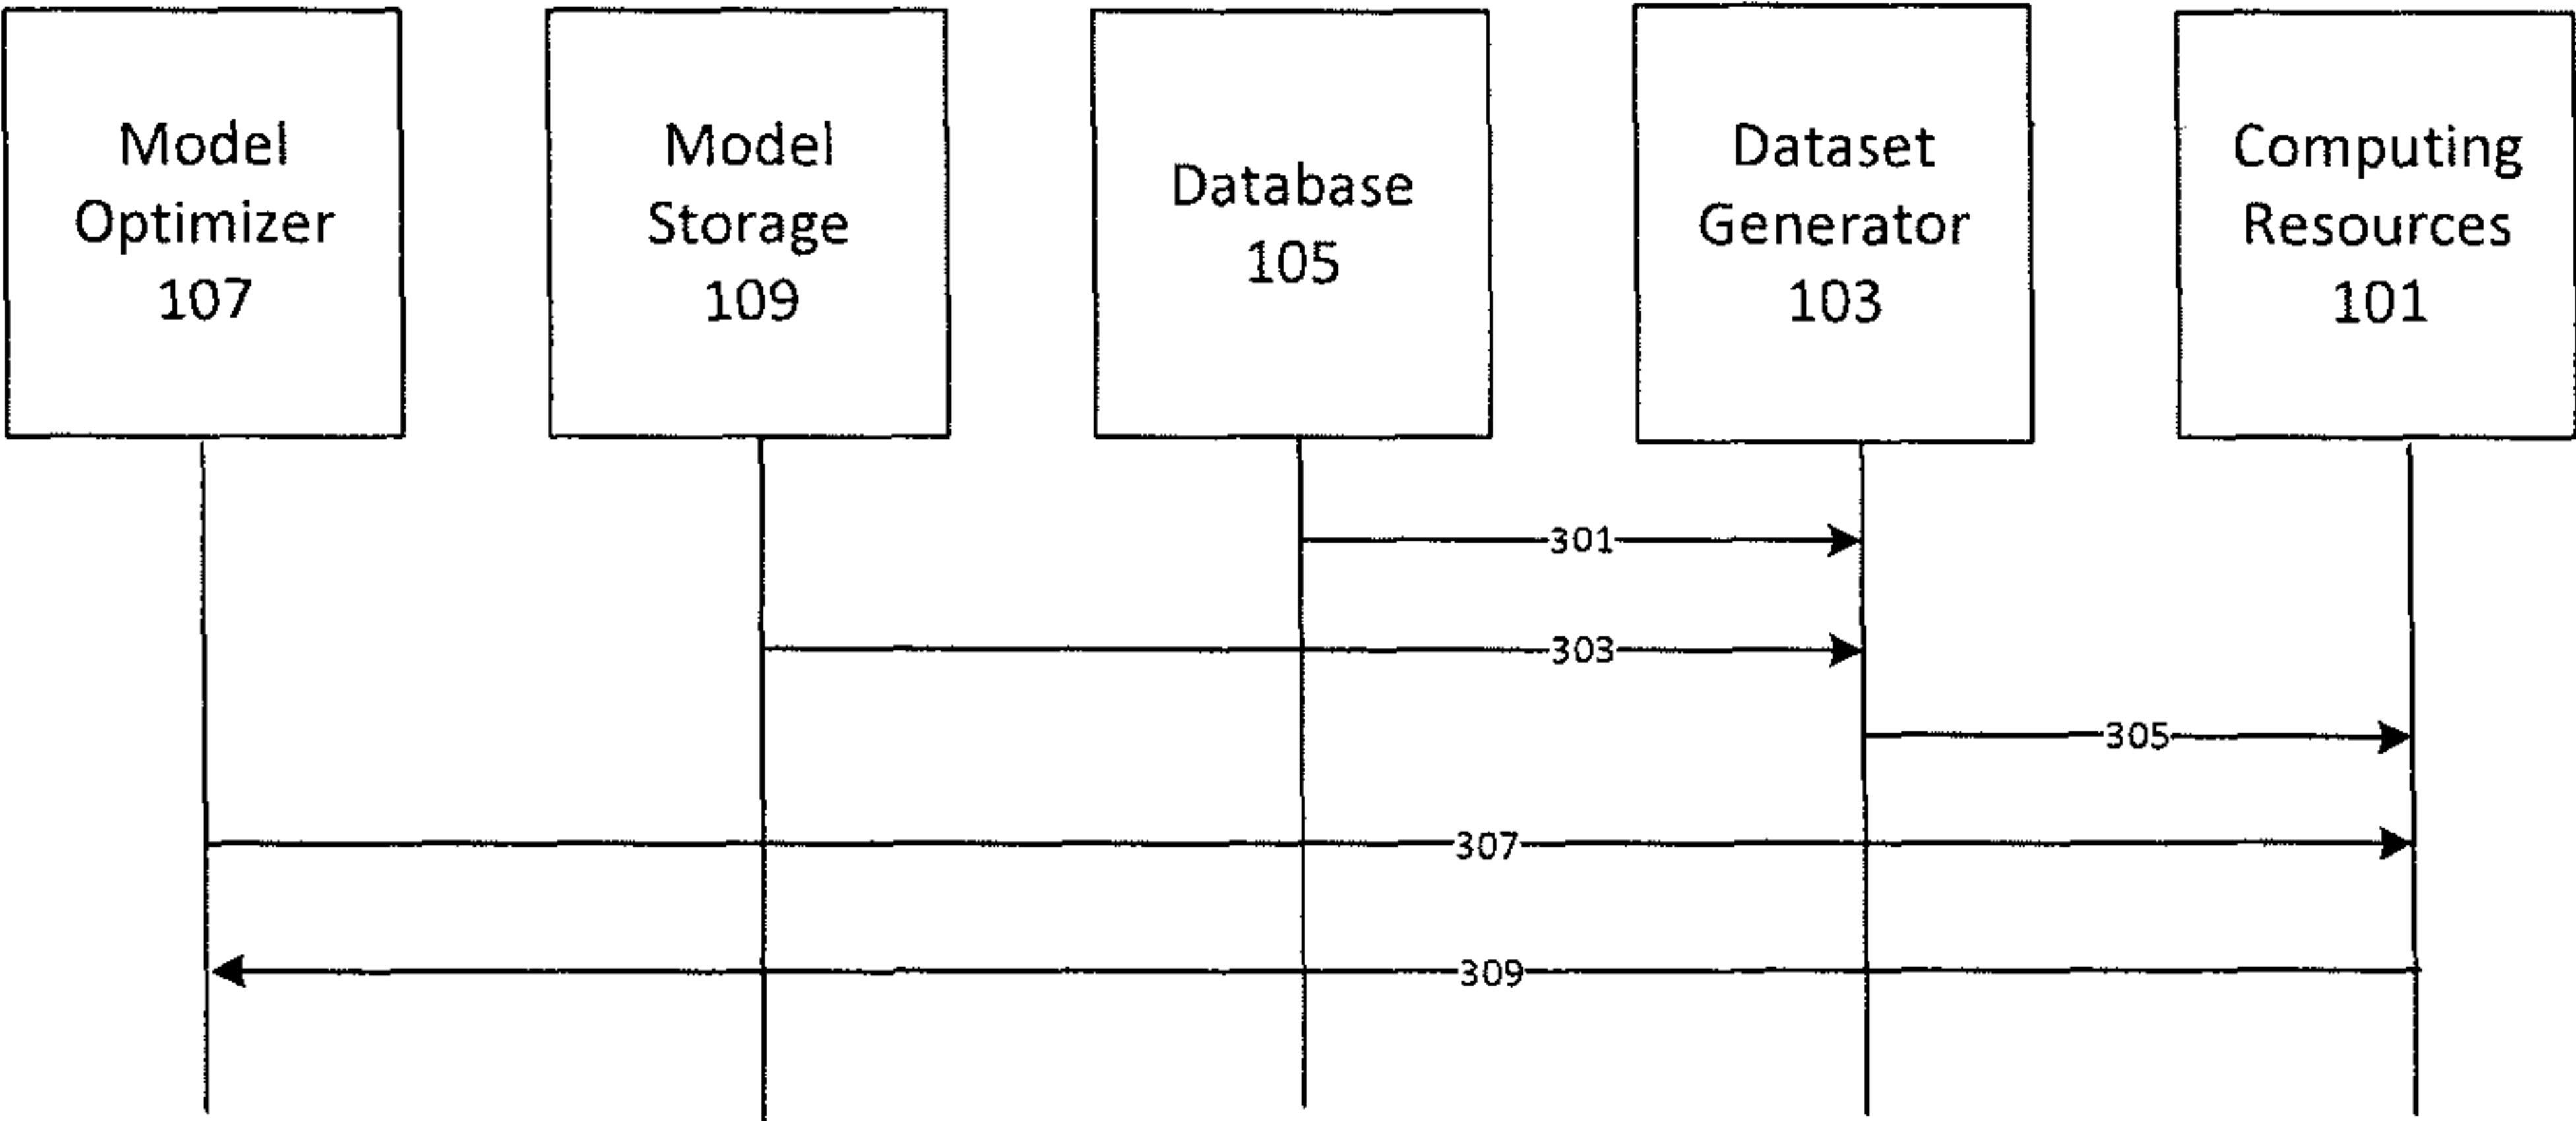 Model
Optimizer
107
Model
Storage
109
Database
105
Dataset
Generator
103
Computing
Resources
101
301
303
305
307
309